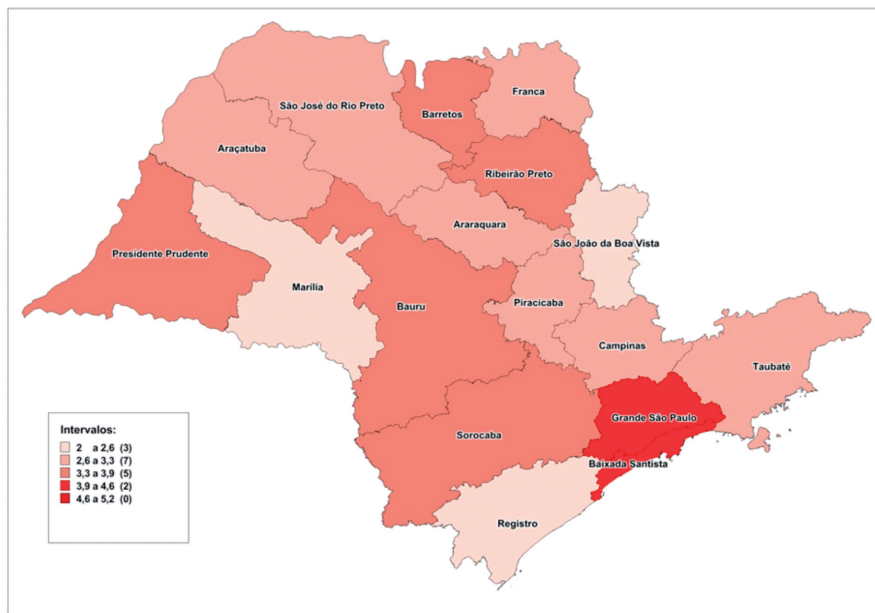 Franca
São José do Rio Preto
Barretos
Araçatuba
Ribeirão Preto
Araraquara
São João da Boa Vista
Presidente Prudente
Marília
Bauru
Piracicaba
Campinas
Taubaté
Grande São Paulo
Sorocaba
Baixada Santista
Registro
Intervalos:
2 a 2,6 (3)
2,6 a 3,3 (7)
3,3 a 3,9 (5)
3,9 a 4,6 (2)
4,6 a 5,2 (0)